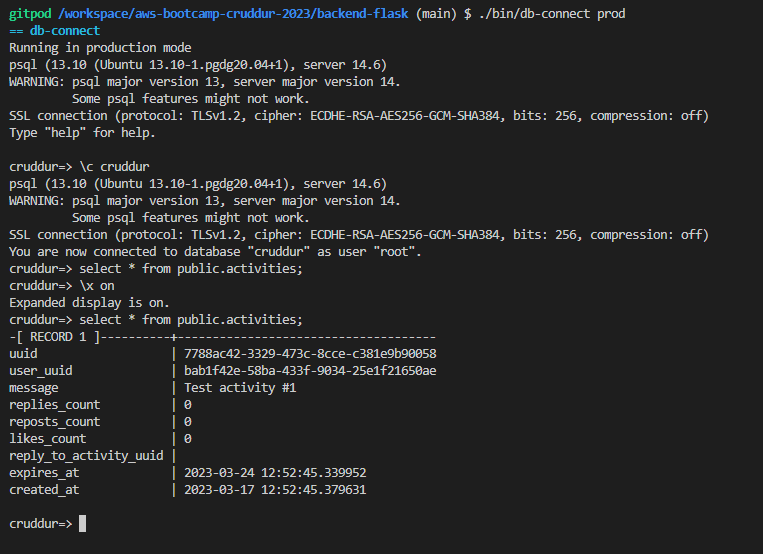 gitpod /workspace/aws-bootcamp-cruddur-2023/backend-flask (main) $ ./bin/db-connect prod
== db-connect
Running in production mode
psql (13.10 (Ubuntu 13.10-1.pgdg20.04+1), server 14.6)
WARNING: psql major version 13, server major version 14.
         Some psql features might not work.
SSL connection (protocol: TLSv1.2, cipher: ECDHE-RSA-AES256-GCM-SHA384, bits: 256, compression: off)
Type "help" for help.

cruddur=> \c cruddur
psql (13.10 (Ubuntu 13.10-1.pgdg20.04+1), server 14.6)
WARNING: psql major version 13, server major version 14.
         Some psql features might not work.
SSL connection (protocol: TLSv1.2, cipher: ECDHE-RSA-AES256-GCM-SHA384, bits: 256, compression: off)
You are now connected to database "cruddur" as user "root".
cruddur=> select * from public.activities;
cruddur=> \x on
Expanded display is on.
cruddur=> select * from public.activities;
-[ RECORD 1 ]----------+-------------------------------------
uuid                   | 7788ac42-3329-473c-8cce-c381e9b90058
user_uuid              | bab1f42e-58ba-433f-9034-25e1f21650ae
message                | Test activity #1
replies_count          | 0
reposts_count          | 0
likes_count            | 0
reply_to_activity_uuid |
expires_at             | 2023-03-24 12:52:45.339952
created_at             | 2023-03-17 12:52:45.379631

cruddur=>